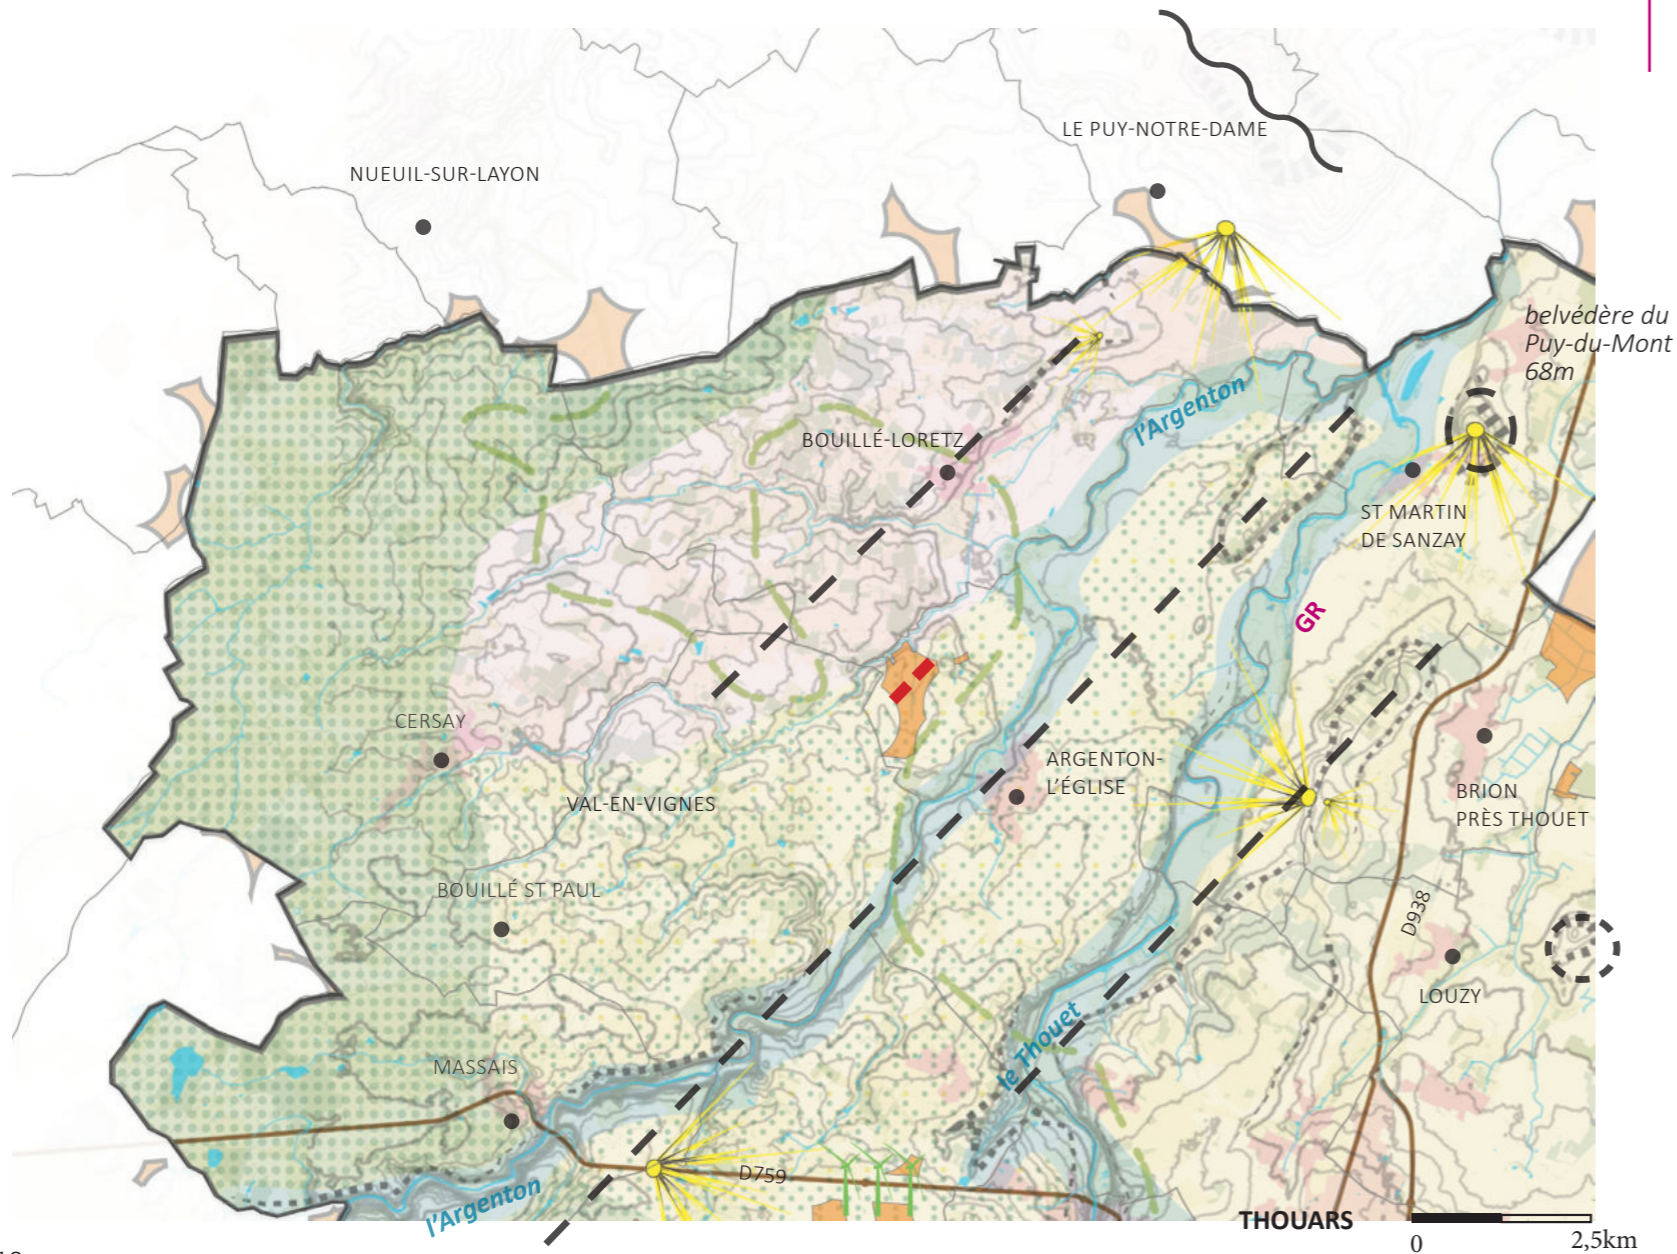 LE PUY-NOTRE-DAME
NUEUIL-SUR-LAYON
belvédère du
Puy-du-Mont
68m
l'Argenton
BOUILLÉ-LORETZ
ST MARTIN
DE SANZAY
GR
CERSAY
ARGENTON-
L'ÉGLISE
BRION
PRÈS THOUET
VAL-EN-VIGNES
BOUILLÉ ST PAUL
D938
LOUZY
le Thouet
MASSAIS
D759
l'Argenton
THOUARS
0
2,5km